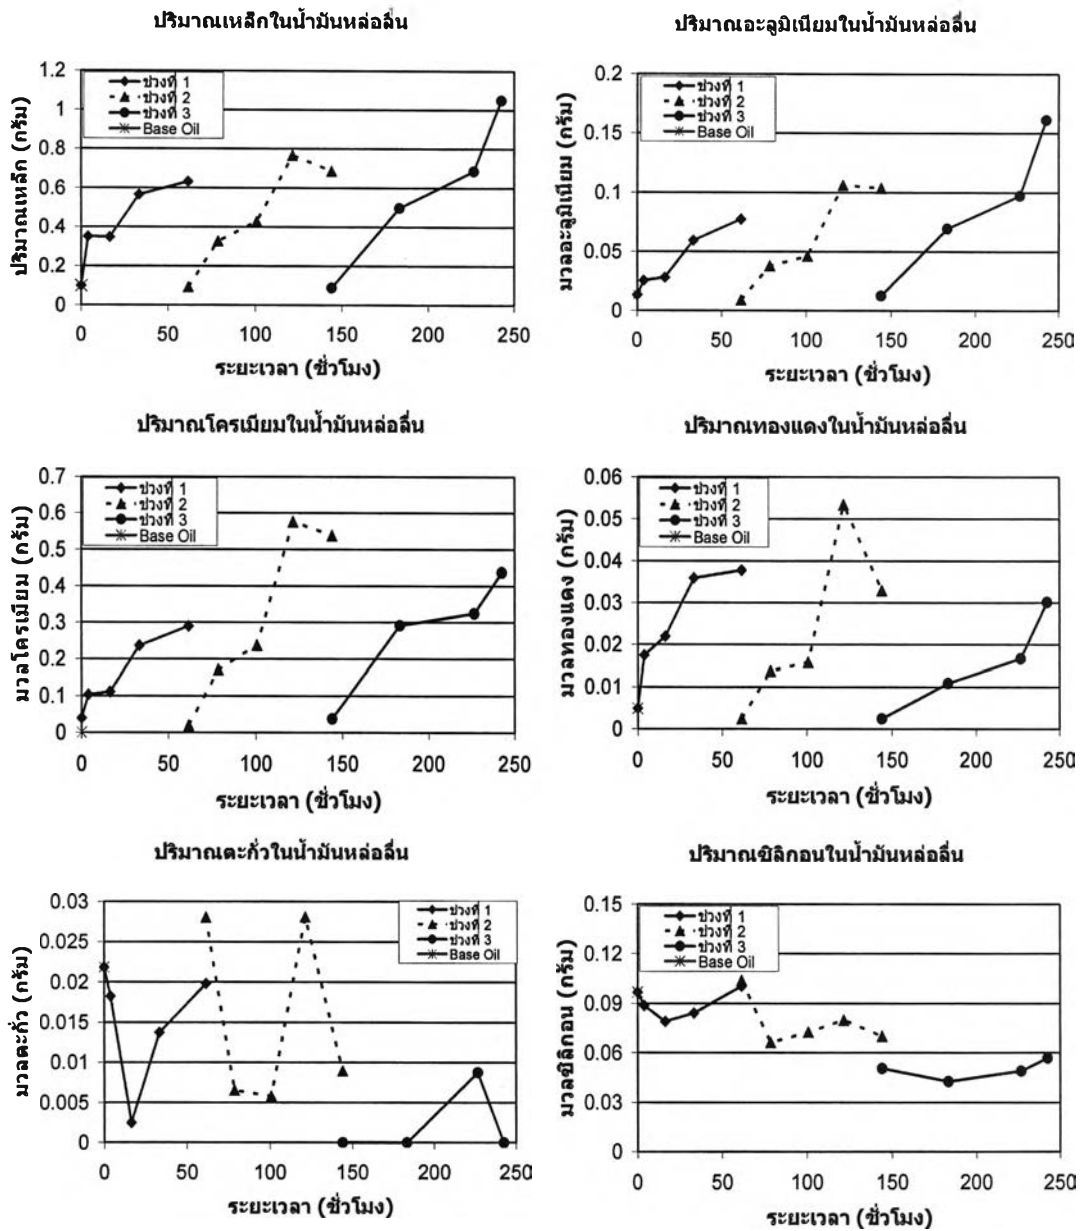 ปริมาณเหล็กในน้ำมันหล่อลื่น
ปริมาณเหล็ก (กรัม)
1.2
1
0.8
0.6
0.4
0.2
0
ช่วงที่ 1
ช่วงที่ 2
ช่วงที่ 3
Base Oil
0 50 100 150 200 250
ระยะเวลา (ชั่วโมง)
ปริมาณอะลูมิเนียมในน้ำมันหล่อลื่น
มวลอะลูมิเนียม (กรัม)
0.2
0.15
0.1
0.05
0
ช่วงที่ 1
ช่วงที่ 2
ช่วงที่ 3
Base Oil
0 50 100 150 200 250
ระยะเวลา (ชั่วโมง)
ปริมาณโครเมียมในน้ำมันหล่อลื่น
มวลโครเมียม (กรัม)
0.7
0.6
0.5
0.4
0.3
0.2
0.1
0
ช่วงที่ 1
ช่วงที่ 2
ช่วงที่ 3
Base Oil
0 50 100 150 200 250
ระยะเวลา (ชั่วโมง)
ปริมาณทองแดงในน้ำมันหล่อลื่น
มวลทองแดง (กรัม)
0.06
0.05
0.04
0.03
0.02
0.01
0
ช่วงที่ 1
ช่วงที่ 2
ช่วงที่ 3
Base Oil
0 50 100 150 200 250
ระยะเวลา (ชั่วโมง)
ปริมาณตะกั่วในน้ำมันหล่อลื่น
มวลตะกั่ว (กรัม)
0.03
0.025
0.02
0.015
0.01
0.005
0
ช่วงที่ 1
ช่วงที่ 2
ช่วงที่ 3
Base Oil
0 50 100 150 200 250
ระยะเวลา (ชั่วโมง)
ปริมาณซิลิกอนในน้ำมันหล่อลื่น
มวลซิลิกอน (กรัม)
0.15
0.12
0.09
0.06
0.03
0
ช่วงที่ 1
ช่วงที่ 2
ช่วงที่ 3
Base Oil
0 50 100 150 200 250
ระยะเวลา (ชั่วโมง)